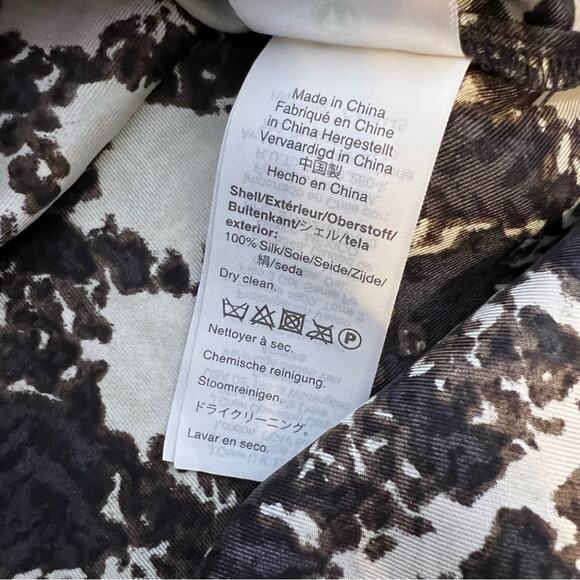 Made in China
Fabriqué en Chine
in China Hergestellt
Vervaardigd in China
中国製
Hecho en China
Shell/Extérieur/Oberstoff/
Buitenkant/シェル/tela
exterior:
100% Silk/Soie/Seide/Zijde/
絹/seda
Dry clean.
P
Nettoyer à sec.
Chemische reinigung.
Stoomreinigen.
ドライクリーニング。
Lavar en seco.